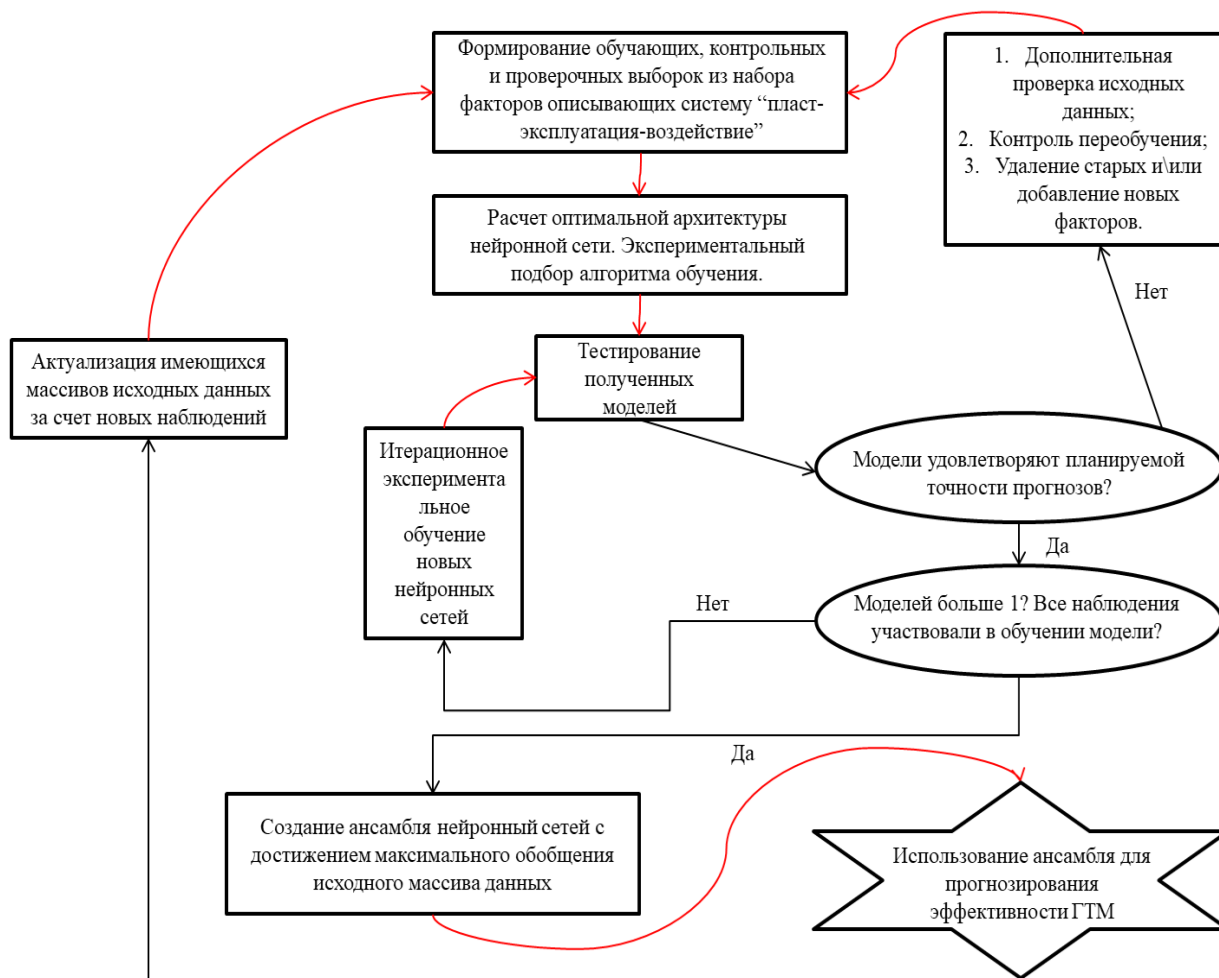 Формирование обучающих, контрольных
и проверочных выборок из набора
факторов описывающих систему “пласт-
эксплуатация-воздействие”
1. Дополнительная
проверка исходных
данных;
2. Контроль переобучения;
3. Удаление старых и\или
добавление новых
факторов.
Расчет оптимальной архитектуры
нейронной сети. Экспериментальный
подбор алгоритма обучения.
Нет
Актуализация имеющихся
массивов исходных данных
за счет новых наблюдений
Тестирование
полученных
моделей
Итерационное
эксперимента
льное
обучение
новых
нейронных
сетей
Модели удовлетворяют планируемой
точности прогнозов?
Да
Моделей больше 1? Все наблюдения
участвовали в обучении модели?
Нет
Да
Создание ансамбля нейронный сетей с
достижением максимального обобщения
исходного массива данных
Использование ансамбля для
прогнозирования
эффективности ГТМ